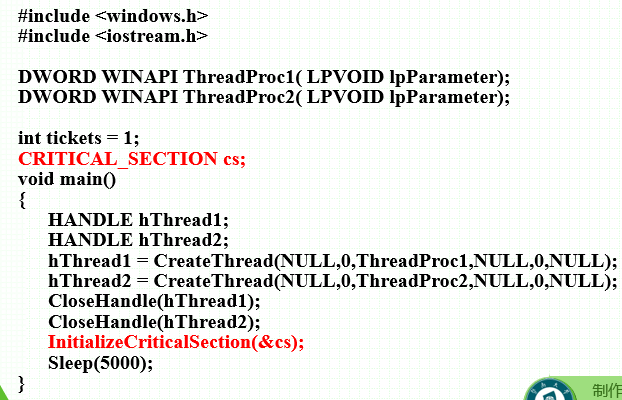 #include <windows.h>
#include <iostream.h>
DWORD WINAPI ThreadProc1( LPVOID lpParameter);
DWORD WINAPI ThreadProc2( LPVOID lpParameter);
int tickets = 1;
CRITICAL_SECTION cs;
void main()
{
HANDLE hThread1;
HANDLE hThread2;
hThread1 = CreateThread(NULL,0,ThreadProc1,NULL,0,NULL);
hThread2 = CreateThread(NULL,0,ThreadProc2,NULL,0,NULL);
CloseHandle(hThread1);
CloseHandle(hThread2);
InitializeCriticalSection(&cs);
Sleep(5000);
}
制作